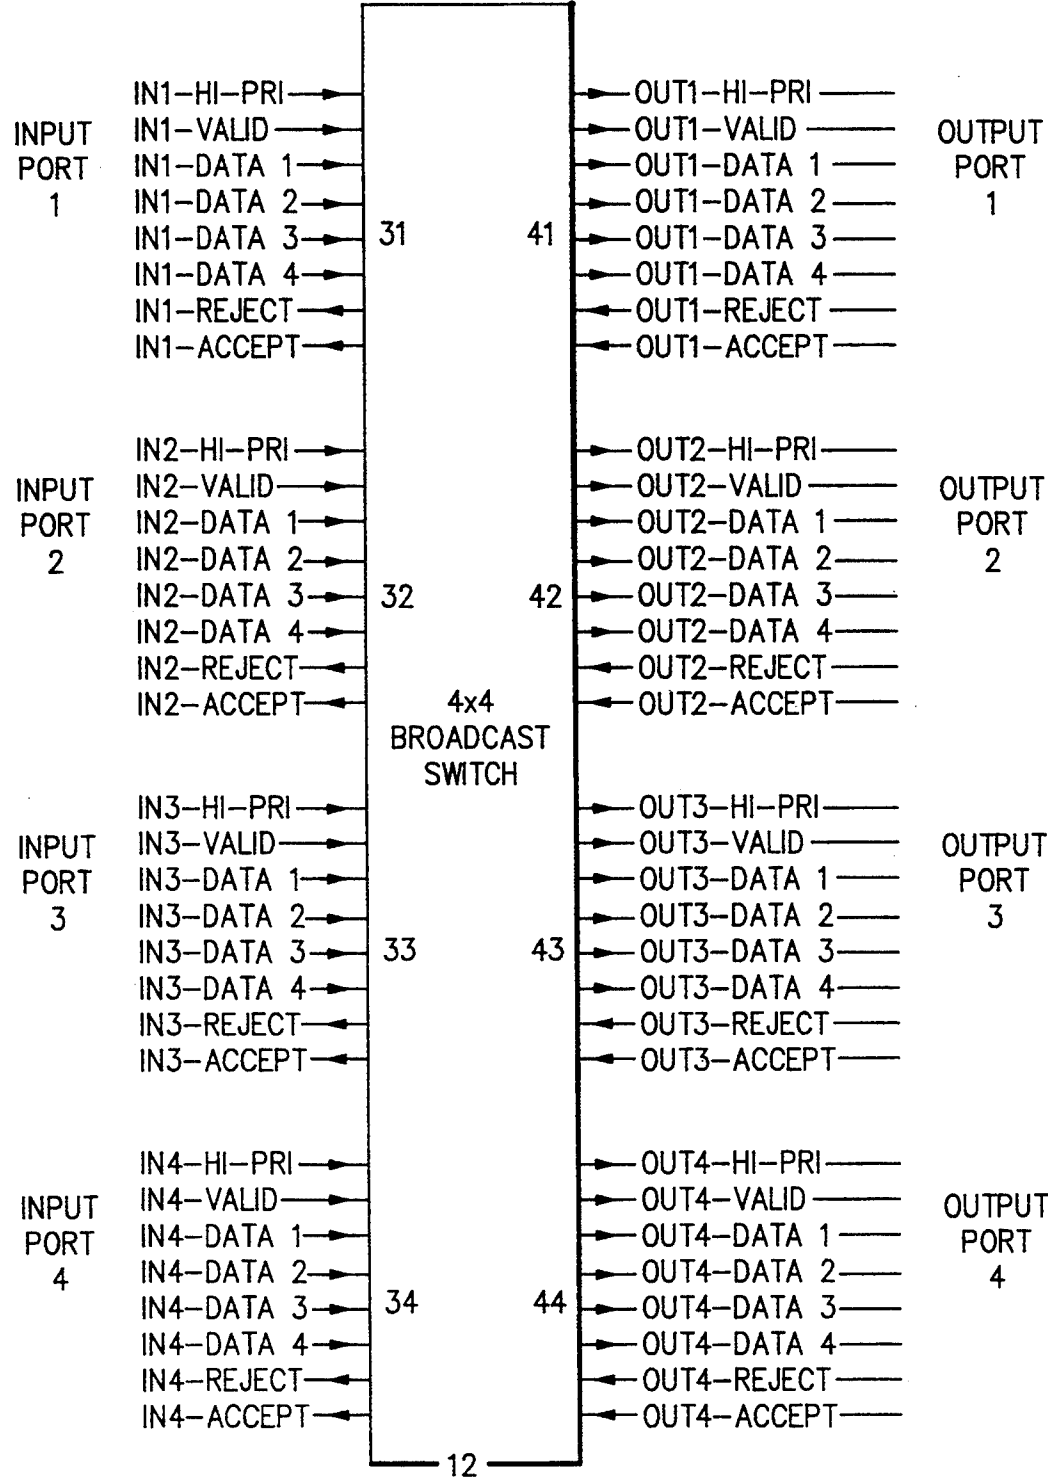 INPUT
PORT
1
IN1-HI-PRI
IN1-VALID
IN1-DATA 1
IN1-DATA 2
IN1-DATA 3
IN1-DATA 4
IN1-REJECT
IN1-ACCEPT
31
41
OUT1-HI-PRI
OUT1-VALID
OUT1-DATA 1
OUT1-DATA 2
OUT1-DATA 3
OUT1-DATA 4
OUT1-REJECT
OUT1-ACCEPT
OUTPUT
PORT
1
INPUT
PORT
2
IN2-HI-PRI
IN2-VALID
IN2-DATA 1
IN2-DATA 2
IN2-DATA 3
IN2-DATA 4
IN2-REJECT
IN2-ACCEPT
32
42
OUT2-HI-PRI
OUT2-VALID
OUT2-DATA 1
OUT2-DATA 2
OUT2-DATA 3
OUT2-DATA 4
OUT2-REJECT
OUT2-ACCEPT
OUTPUT
PORT
2
4x4
BROADCAST
SWITCH
INPUT
PORT
3
IN3-HI-PRI
IN3-VALID
IN3-DATA 1
IN3-DATA 2
IN3-DATA 3
IN3-DATA 4
IN3-REJECT
IN3-ACCEPT
33
43
OUT3-HI-PRI
OUT3-VALID
OUT3-DATA 1
OUT3-DATA 2
OUT3-DATA 3
OUT3-DATA 4
OUT3-REJECT
OUT3-ACCEPT
OUTPUT
PORT
3
INPUT
PORT
4
IN4-HI-PRI
IN4-VALID
IN4-DATA 1
IN4-DATA 2
IN4-DATA 3
IN4-DATA 4
IN4-REJECT
IN4-ACCEPT
34
44
OUT4-HI-PRI
OUT4-VALID
OUT4-DATA 1
OUT4-DATA 2
OUT4-DATA 3
OUT4-DATA 4
OUT4-REJECT
OUT4-ACCEPT
OUTPUT
PORT
4
12